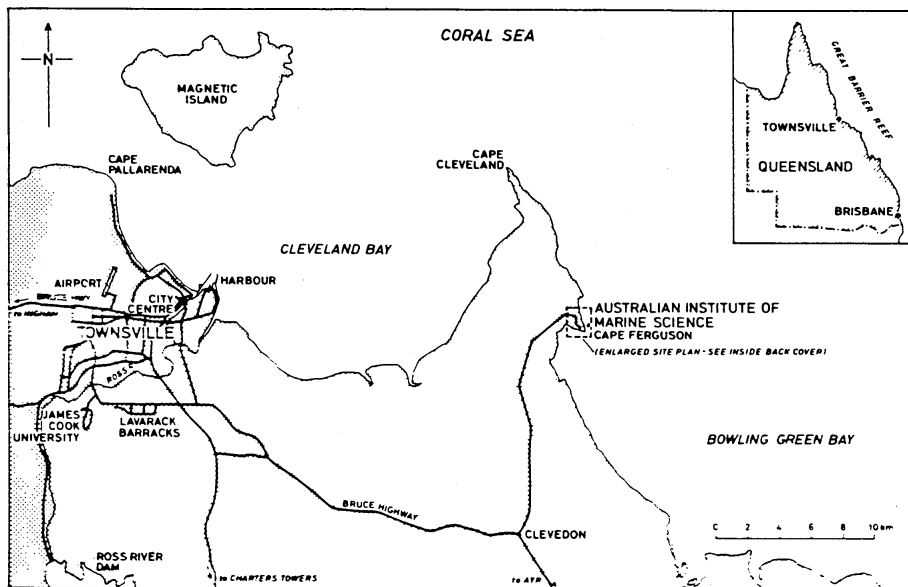 CORAL SEA
N
MAGNETIC
ISLAND
GREAT BARRIER REEF
TOWNSVILLE
QUEENSLAND
BRISBANE
CAPE
PALLARENDA
CAPE
CLEVELAND
CLEVELAND BAY
HARBOUR
AIRPORT
CITY
CENTRE
TOWNSVILLE
AUSTRALIAN INSTITUTE OF
MARINE SCIENCE
CAPE FERGUSON
(ENLARGED SITE PLAN - SEE INSIDE BACK COVER)
ROSS
JAMES
COOK
UNIVERSITY
LAVARACK
BARRACKS
BOWLING GREEN BAY
BRUCE HIGHWAY
CLEVEDON
0 2 4 6 8 10 km
ROSS RIVER
DAM
to CHARTERS TOWERS
to AYR